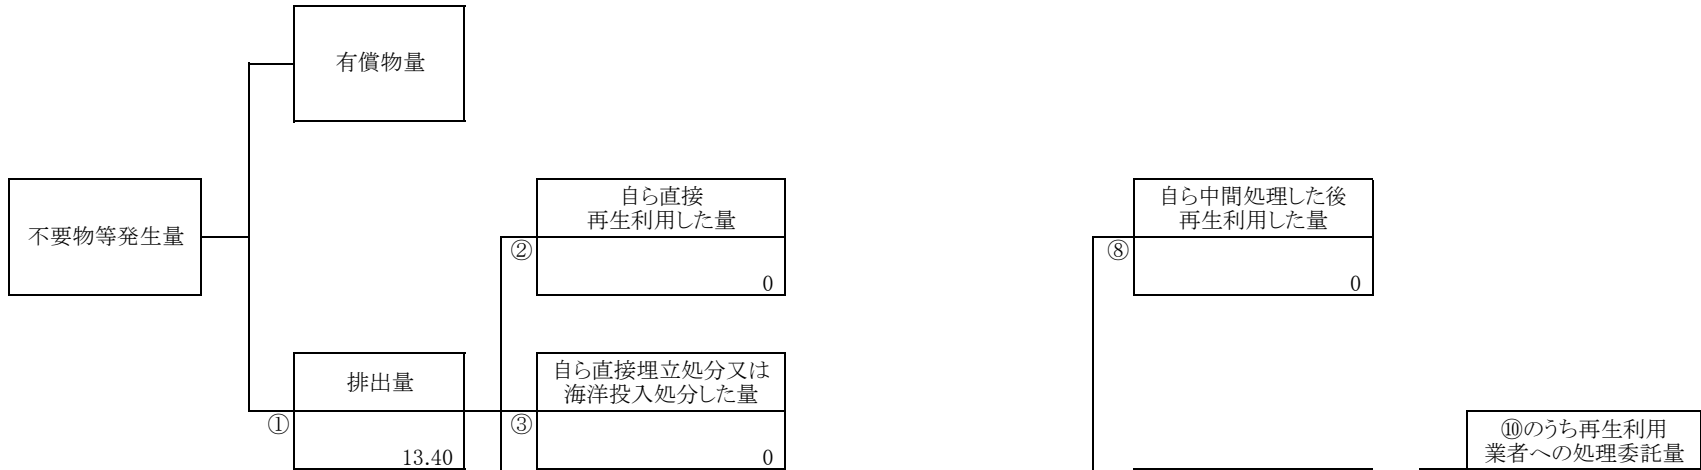 有償物量
不要物等発生量
自ら直接
再生利用した量
②
0
自ら中間処理した後
再生利用した量
⑧
0
排出量
①
13.40
自ら直接埋立処分又は
海洋投入処分した量
③
0
⑩のうち再生利用
業者への処理委託量